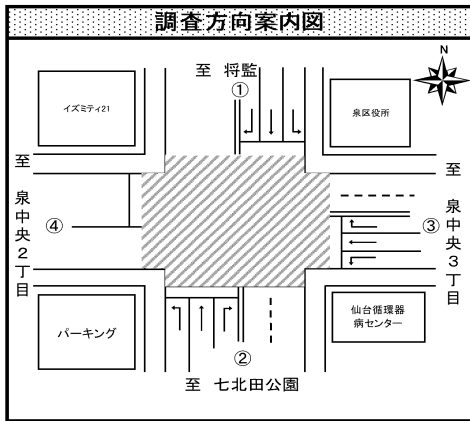 調査方向案内図
N
至 将監
①
イズミティ21
泉区役所
至 泉中央2丁目
④
至 泉中央3丁目
③
パーキング
仙台循環器
病センター
②
至 七北田公園